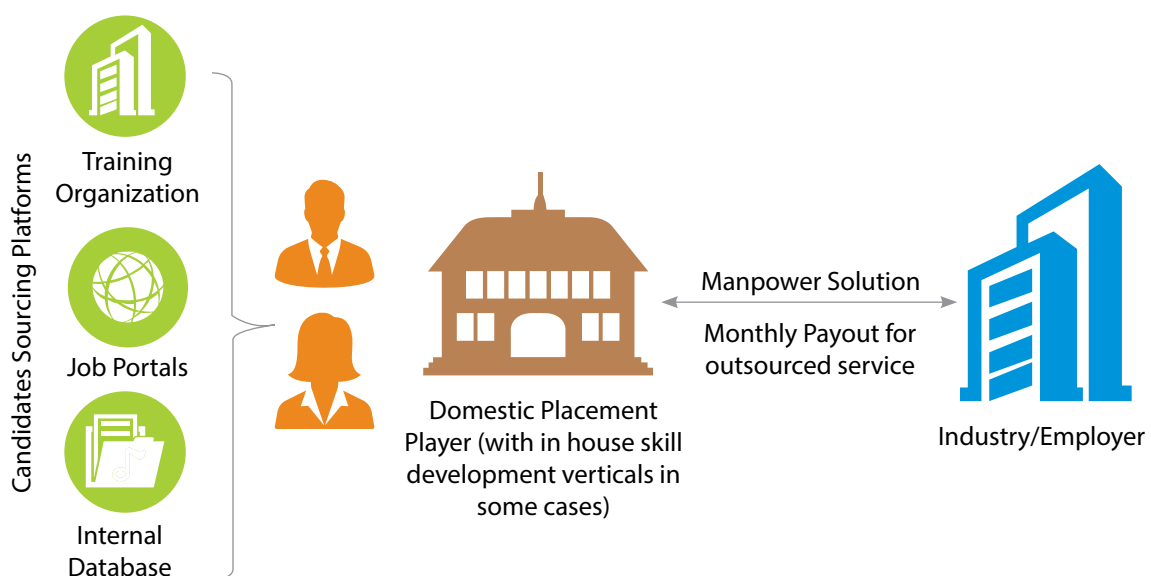 Candidates Sourcing Platforms
Training
Organization
Job Portals
Internal
Database
Domestic Placement
Player (with in house skill
development verticals in
some cases)
Manpower Solution
Monthly Payout for
outsourced service
Industry/Employer